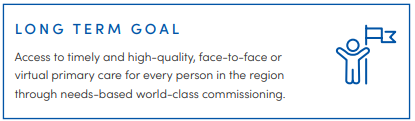 LONG TERM GOAL
Access to timely and high-quality, face-to-face or
virtual primary care for every person in the region
through needs-based world-class commissioning.